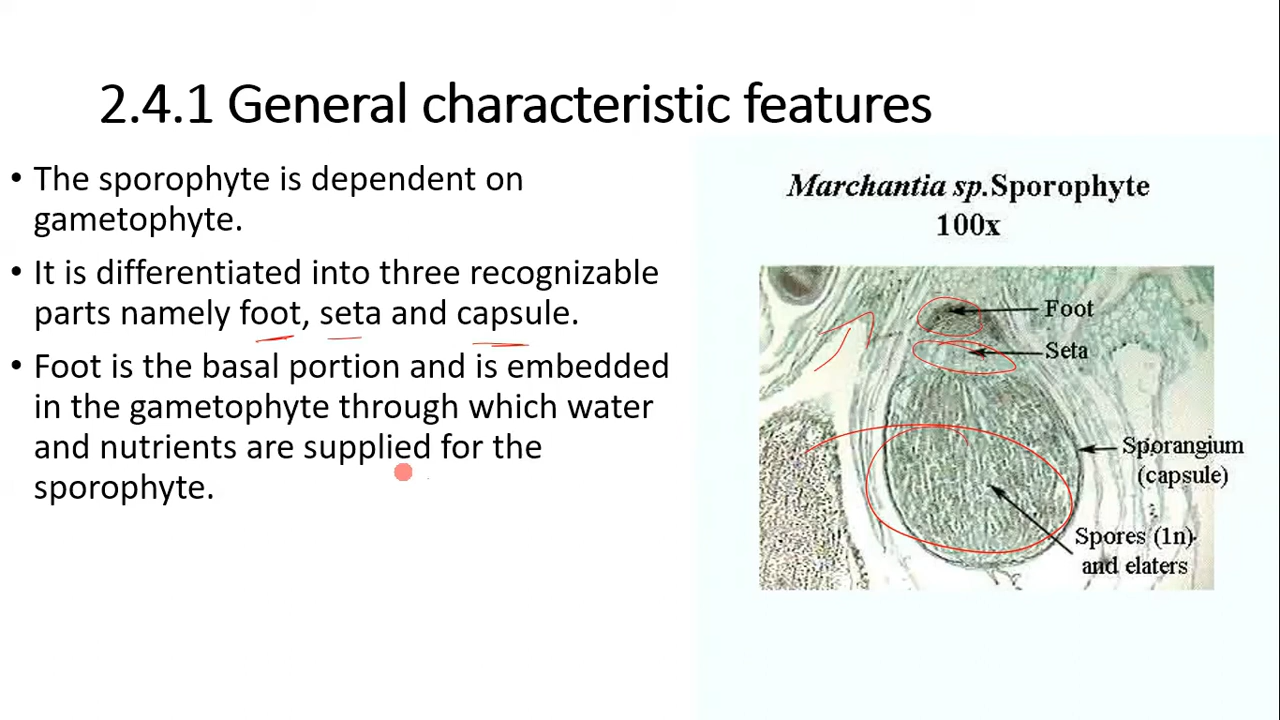 2.4.1 General characteristic features
• The sporophyte is dependent on
gametophyte.
• It is differentiated into three recognizable
parts namely foot, seta and capsule.
• Foot is the basal portion and is embedded
in the gametophyte through which water
and nutrients are supplied for the
sporophyte.
Marchantia sp. Sporophyte
100x
Foot
Seta
Sporangium
(capsule)
Spores (1n)
and elaters